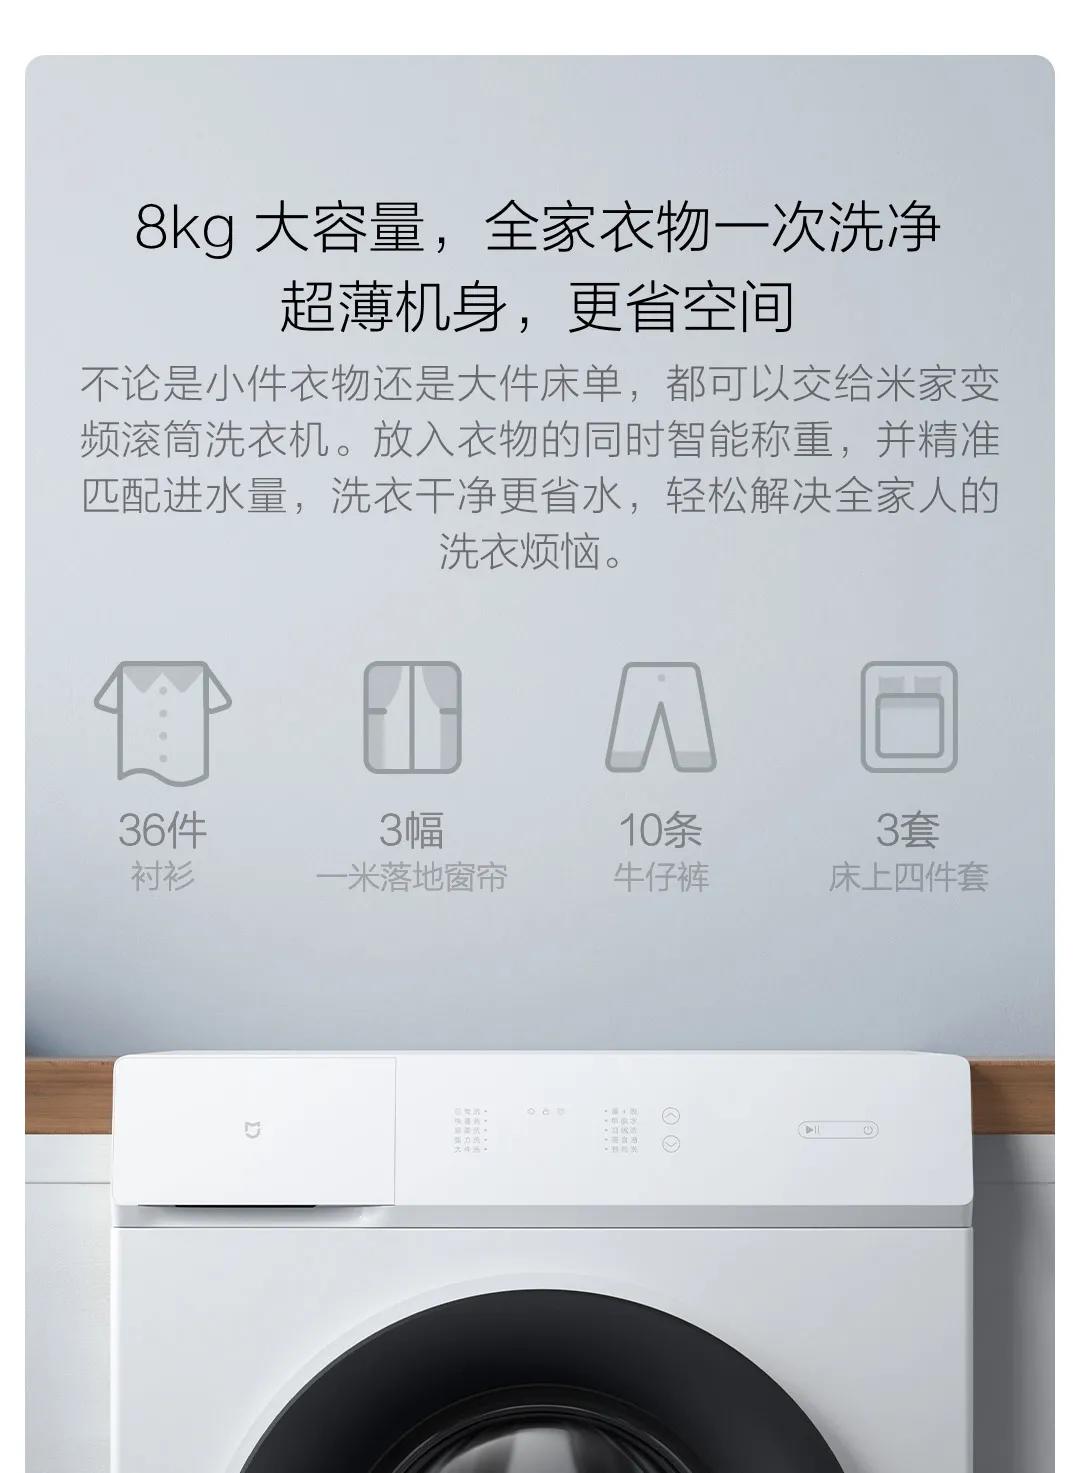 8kg 大容量，全家衣物一次洗净
超薄机身，更省空间
不论是小件衣物还是大件床单，都可以交给米家变
频滚筒洗衣机。放入衣物的同时智能称重，并精准
匹配进水量，洗衣干净更省水，轻松解决全家人的
洗衣烦恼。
36件
衬衫
3幅
一米落地窗帘
10条
牛仔裤
3套
床上四件套